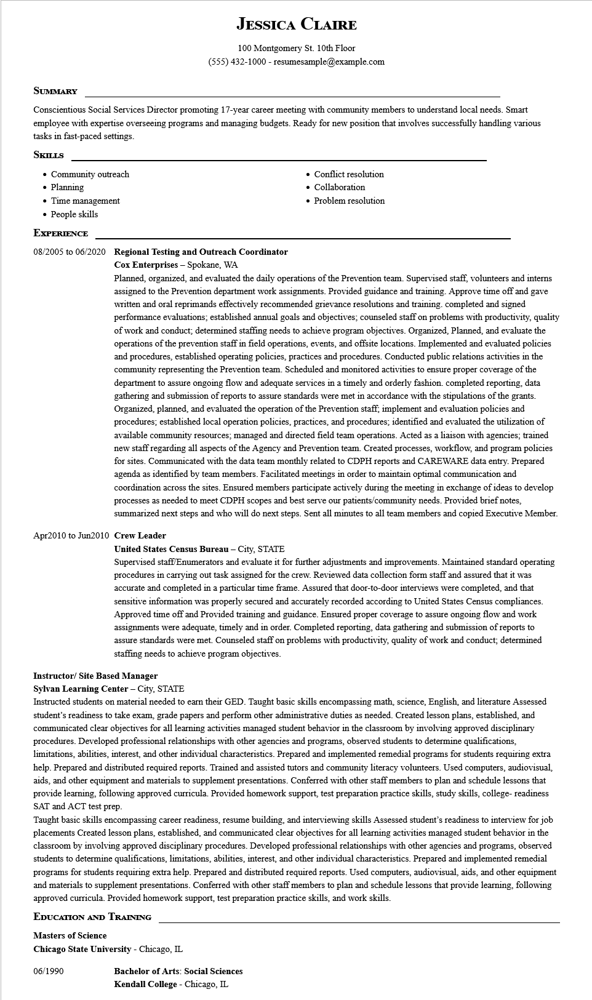 Jessica Claire
100 Montgomery St. 10th Floor
(555) 432-1000 - resumesample@example.com
Summary
Conscientious Social Services Director promoting 17-year career meeting with community members to understand local needs. Smart
employee with expertise overseeing programs and managing budgets. Ready for new position that involves successfully handling various
tasks in fast-paced settings.
Skills
• Community outreach
• Planning
• Time management
• People skills
• Conflict resolution
• Collaboration
• Problem resolution
Experience
08/2005 to 06/2020 Regional Testing and Outreach Coordinator
Cox Enterprises – Spokane, WA
Planned, organized, and evaluated the daily operations of the Prevention team. Supervised staff, volunteers and interns
assigned to the Prevention department work assignments. Provided guidance and training. Approve time off and gave
written and oral reprimands effectively recommended grievance resolutions and training. completed and signed
performance evaluations; established annual goals and objectives; counseled staff on problems with productivity, quality
of work and conduct; determined staffing needs to achieve program objectives. Organized, Planned, and evaluate the
operations of the prevention staff in field operations, events, and offsite locations. Implemented and evaluated policies
and procedures, established operating policies, practices and procedures. Conducted public relations activities in the
community representing the Prevention team. Scheduled and monitored activities to ensure proper coverage of the
department to assure ongoing flow and adequate services in a timely and orderly fashion. completed reporting, data
gathering and submission of reports to assure standards were met in accordance with the stipulations of the grants.
Organized, planned, and evaluated the operation of the Prevention staff; implement and evaluation policies and
procedures; established local operation policies, practices, and procedures; identified and evaluated the utilization of
available community resources; managed and directed field team operations. Acted as a liaison with agencies; trained
new staff regarding all aspects of the Agency and Prevention team. Created processes, workflow, and program policies
for sites. Communicated with the data team monthly related to CDPH reports and CAREWARE data entry. Prepared
agenda as identified by team members. Facilitated meetings in order to maintain optimal communication and
coordination across the sites. Ensured members participate actively during the meeting in exchange of ideas to develop
processes as needed to meet CDPH scopes and best serve our patients/community needs. Provided brief notes,
summarized next steps and who will do next steps. Sent all minutes to all team members and copied Executive Member.
Apr2010 to Jun2010 Crew Leader
United States Census Bureau – City, STATE
Supervised staff/Enumerators and evaluate it for further adjustments and improvements. Maintained standard operating
procedures in carrying out task assigned for the crew. Reviewed data collection form staff and assured that it was
accurate and completed in a particular time frame. Assured that door-to-door interviews were completed, and that
sensitive information was properly secured and accurately recorded according to United States Census compliances.
Approved time off and Provided training and guidance. Ensured proper coverage to assure ongoing flow and work
assignments were adequate, timely and in order. Completed reporting, data gathering and submission of reports to
assure standards were met. Counseled staff on problems with productivity, quality of work and conduct; determined
staffing needs to achieve program objectives.
Instructor/ Site Based Manager
Sylvan Learning Center – City, STATE
Instructed students on material needed to earn their GED. Taught basic skills encompassing math, science, English, and literature Assessed
student’s readiness to take exam, grade papers and perform other administrative duties as needed. Created lesson plans, established, and
communicated clear objectives for all learning activities managed student behavior in the classroom by involving approved disciplinary
procedures. Developed professional relationships with other agencies and programs, observed students to determine qualifications,
limitations, abilities, interest, and other individual characteristics. Prepared and implemented remedial programs for students requiring extra
help. Prepared and distributed required reports. Trained and assisted tutors and community literacy volunteers. Used computers, audiovisual,
aids, and other equipment and materials to supplement presentations. Conferred with other staff members to plan and schedule lessons that
provide learning, following approved curricula. Provided homework support, test preparation practice skills, study skills, college- readiness
SAT and ACT test prep.
Taught basic skills encompassing career readiness, resume building, and interviewing skills Assessed student’s readiness to interview for job
placements Created lesson plans, established, and communicated clear objectives for all learning activities managed student behavior in the
classroom by involving approved disciplinary procedures. Developed professional relationships with other agencies and programs, observed
students to determine qualifications, limitations, abilities, interest, and other individual characteristics. Prepared and implemented remedial
programs for students requiring extra help. Prepared and distributed required reports. Used computers, audiovisual, aids, and other equipment
and materials to supplement presentations. Conferred with other staff members to plan and schedule lessons that provide learning, following
approved curricula. Provided homework support, test preparation practice skills, and work skills.
Education and Training
Masters of Science
Chicago State University - Chicago, IL
06/1990 Bachelor of Arts: Social Sciences
Kendall College - Chicago, IL